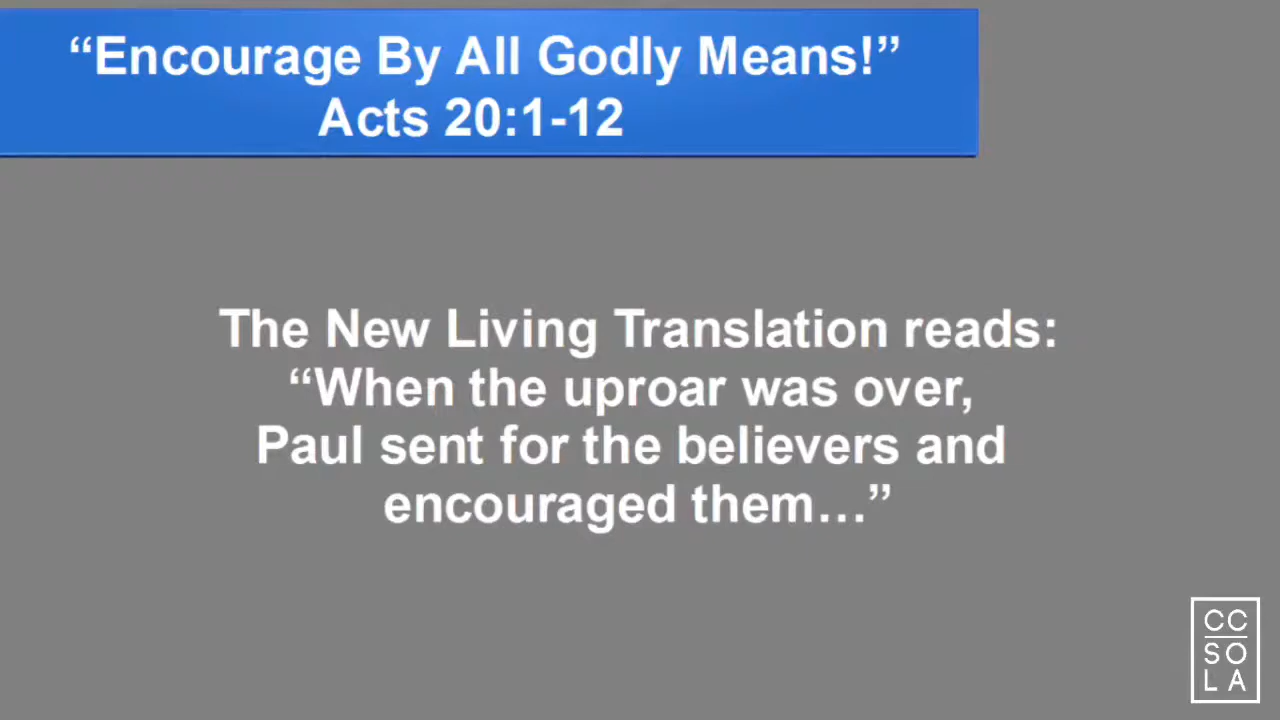 “Encourage By All Godly Means!”
Acts 20:1-12
The New Living Translation reads:
“When the uproar was over,
Paul sent for the believers and
encouraged them…”
CC
SO
LA